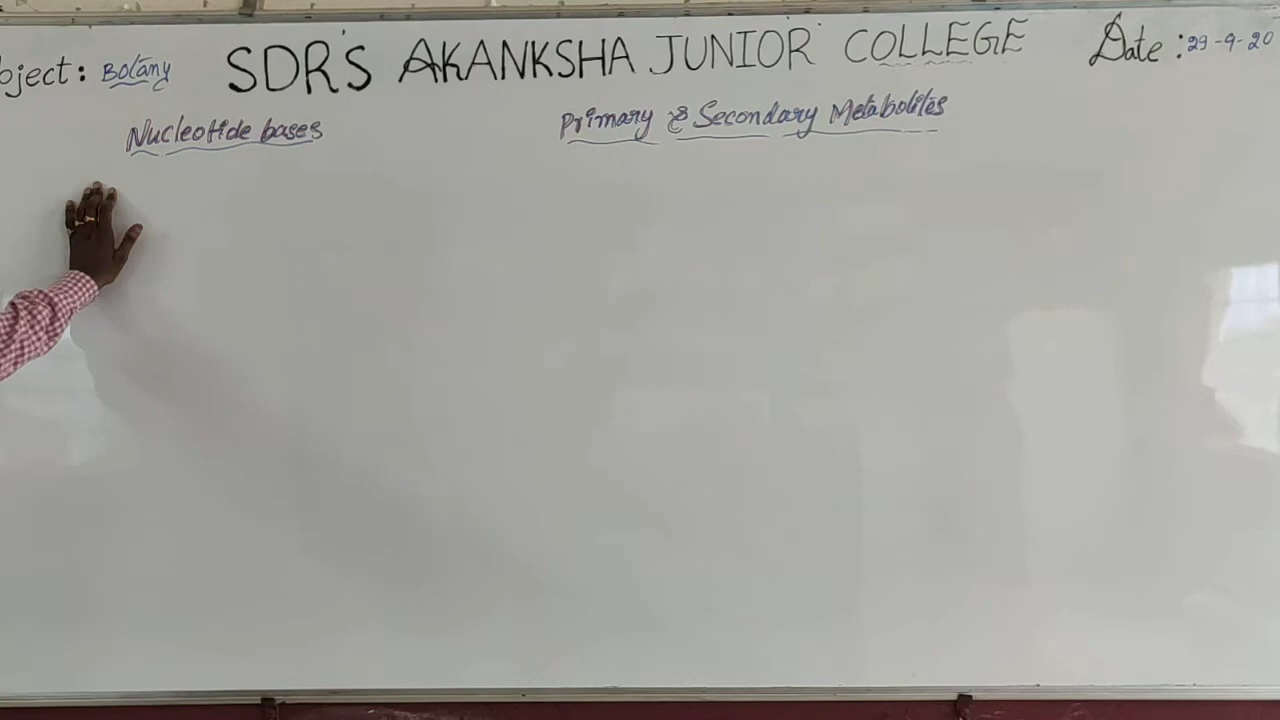 bject: Botany SDR'S AKANKSHA JUNIOR COLLEGE Date: 29-9-20
Nucleotide bases Primary & Secondary Metabolites